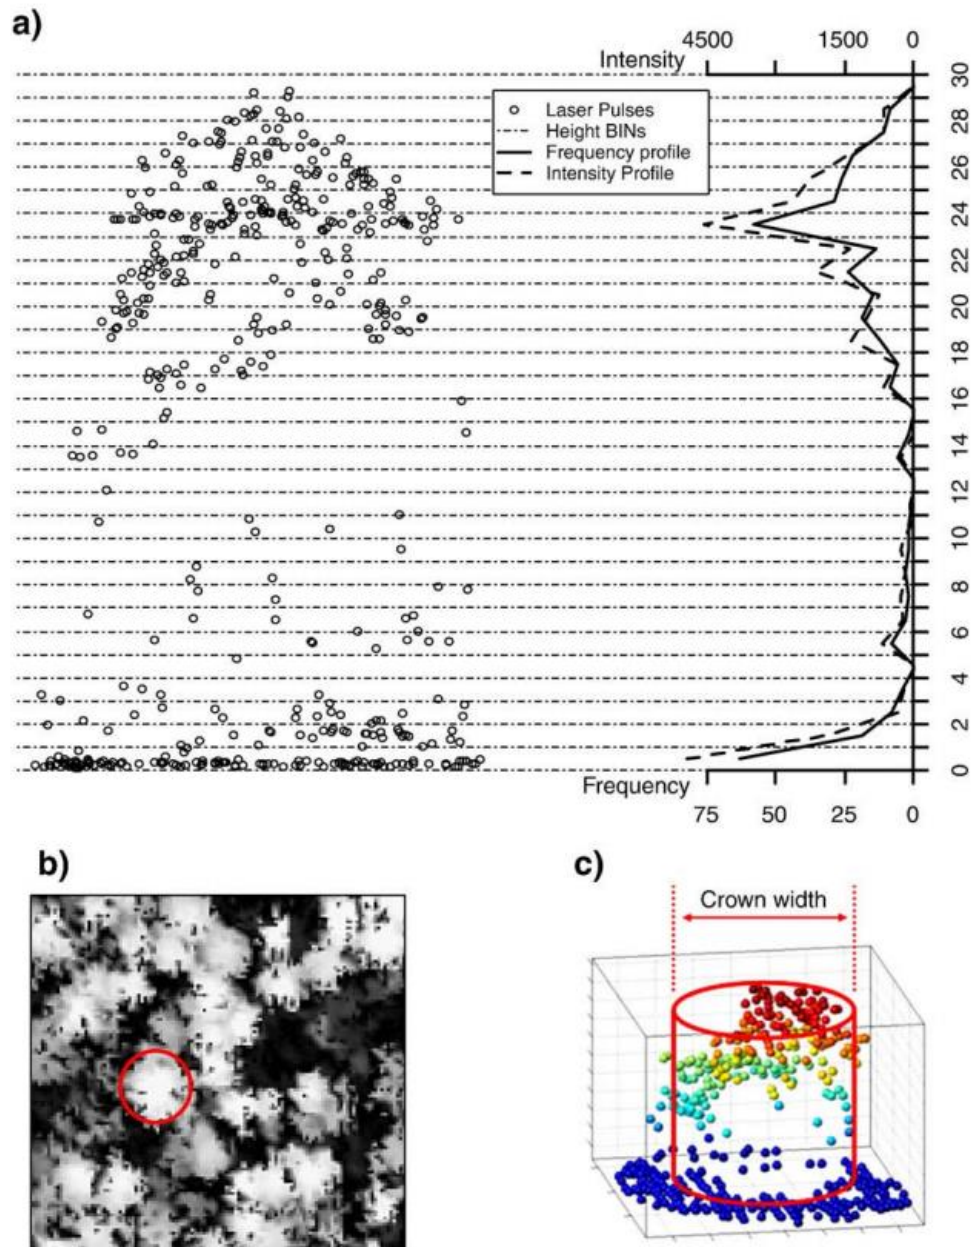 a)
4500 1500 0
Intensity
Laser Pulses
Height BINs
Frequency profile
Intensity Profile
30
28
26
24
22
20
18
16
14
12
10
8
6
4
2
0
Frequency
75 50 25 0
b)
c)
Crown width